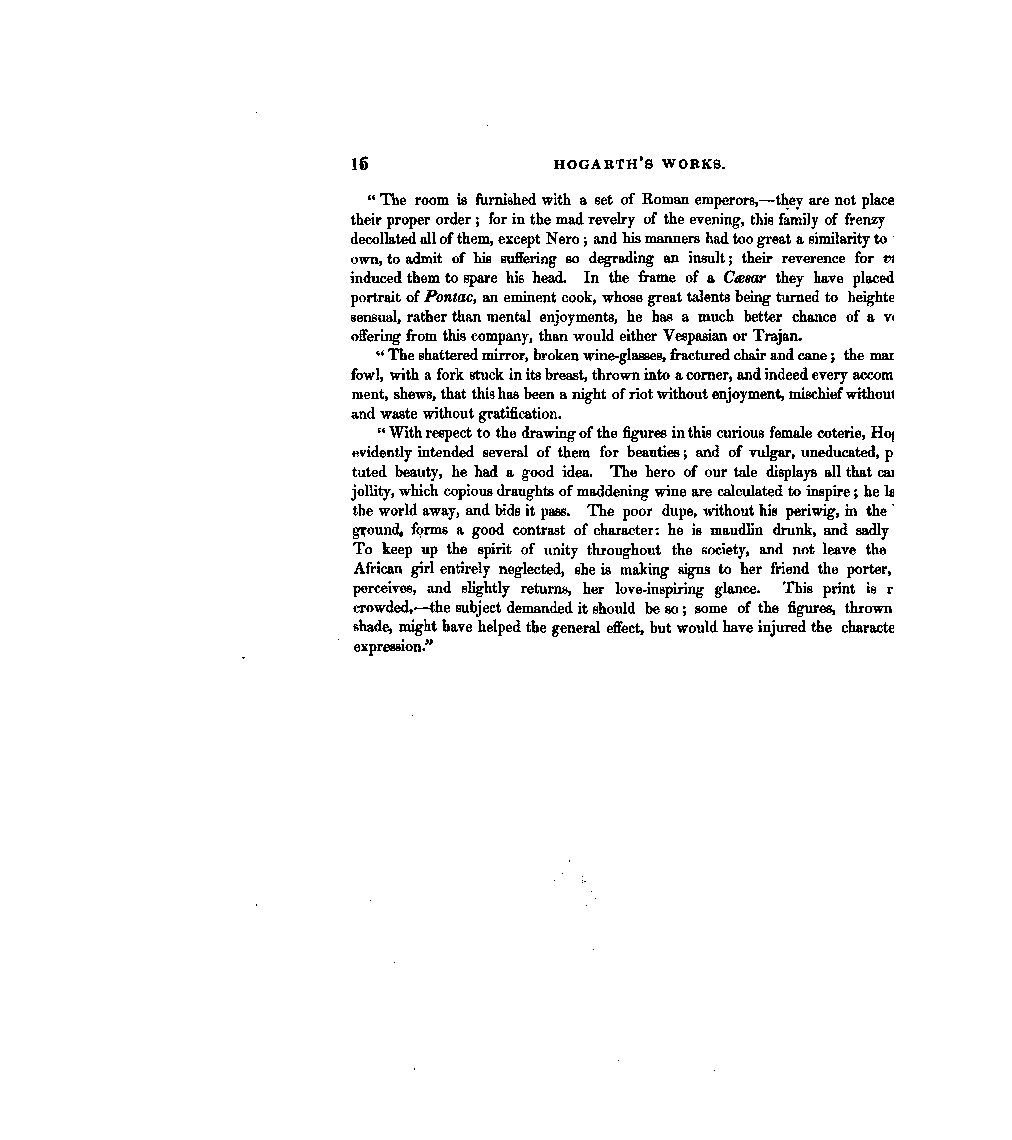 16 HOGARTH'S WORKS.
“ The room is furnished with a set of Roman emperors,—they are not place
their proper order ; for in the mad revelry of the evening, this family of frenzy
decollated all of them, except Nero ; and his manners had too great a similarity to
own, to admit of his suffering so degrading an insult ; their reverence for
induced them to spare his head. In the frame of a Cæsar they have placed
portrait of Pontac, an eminent cook, whose great talents being turned to heighte
sensual, rather than mental enjoyments, he has a much better chance of a
offering from this company, than would either Vespasian or Trajan.
“ The shattered mirror, broken wine-glasses, fractured chair and cane ; the
fowl, with a fork stuck in its breast, thrown into a corner, and indeed every accom
ment, shews, that this has been a night of riot without enjoyment, mischief without
and waste without gratification.
“ With respect to the drawing of the figures in this curious female coterie,
evidently intended several of them for beauties ; and of vulgar, uneducated, p
tuted beauty, he had a good idea. The hero of our tale displays all that
jollity, which copious draughts of maddening wine are calculated to inspire ; he
the world away, and bids it pass. The poor dupe, without his periwig, in the
ground, forms a good contrast of character: he is maudlin drunk, and sadly
To keep up the spirit of unity throughout the society, and not leave the
African girl entirely neglected, she is making signs to her friend the porter,
perceives, and slightly returns, her love-inspiring glance. This print is r
crowded,—the subject demanded it should be so ; some of the figures, thrown
shade, might have helped the general effect, but would have injured the characte
expression.”